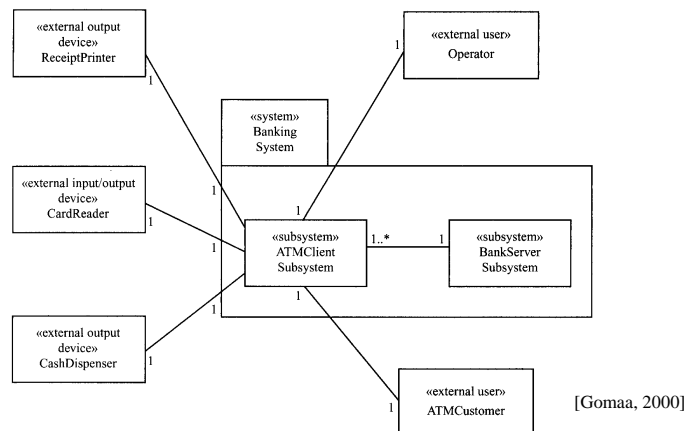 «external output
device»
ReceiptPrinter
1
«external user»
Operator
1
«system»
Banking
System
«external input/output
device»
CardReader
1
1
1
1
«subsystem»
ATMClient
Subsystem
1..*
1
«subsystem»
BankServer
Subsystem
1
1
«external output
device»
CashDispenser
1
«external user»
ATMCustomer
1
[Gomaa, 2000]